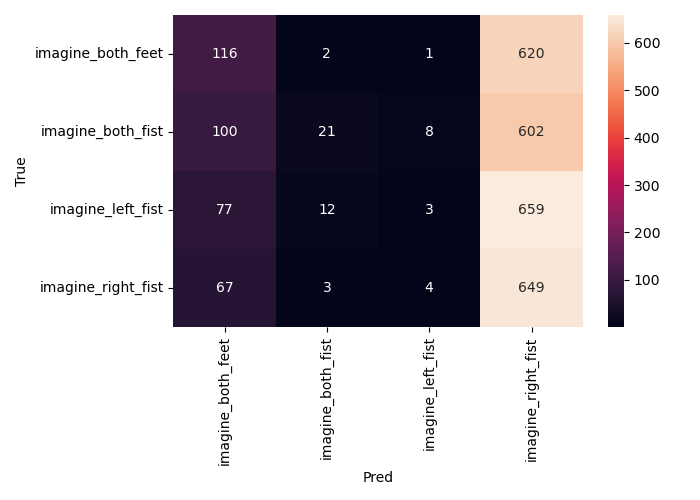 imagine_both_feet 116 2 1 620
imagine_both_fist 100 21 8 602
imagine_left_fist 77 12 3 659
imagine_right_fist 67 3 4 649
True
imagine_both_feet
imagine_both_fist
imagine_left_fist
imagine_right_fist
Pred
600
500
400
300
200
100